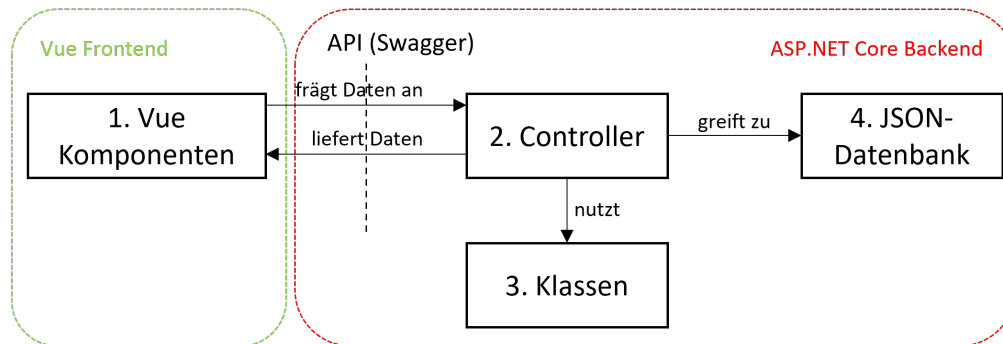 Vue Frontend
API (Swagger)
ASP.NET Core Backend
frägt Daten an
1. Vue
Komponenten
liefert Daten
2. Controller
greift zu
4. JSON-
Datenbank
nutzt
3. Klassen